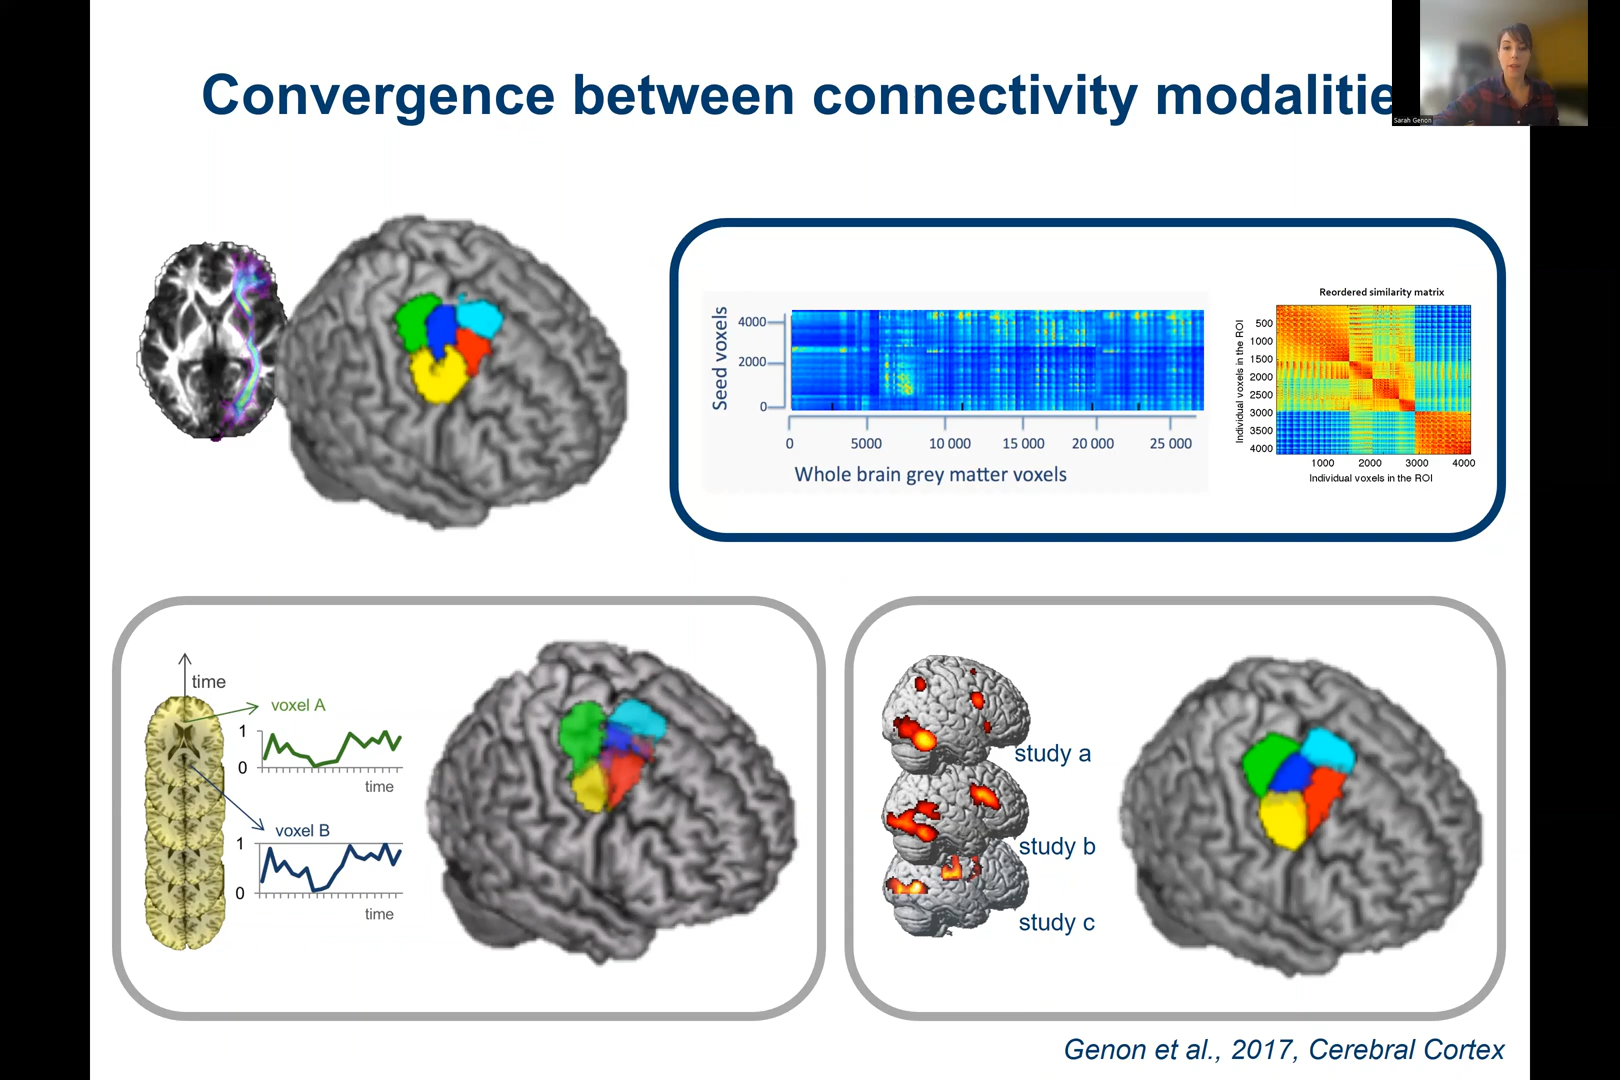 Convergence between connectivity modalitie
Sarah Genon
Seed voxels
4000
2000
0
0
5000
10 000
15 000
20 000
25 000
Whole brain grey matter voxels
Reordered similarity matrix
Individual voxels in the ROI
500
1000
1500
2000
2500
3000
3500
4000
1000
2000
3000
4000
Individual voxels in the ROI
time
voxel A
1
0
time
voxel B
1
0
time
study a
study b
study c
Genon et al., 2017, Cerebral Cortex